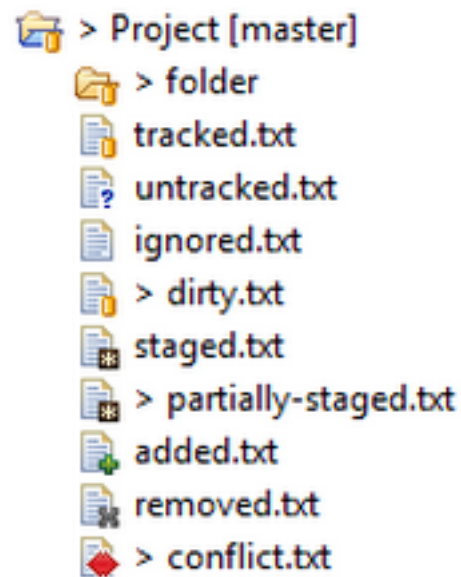 > Project [master]
> folder
tracked.txt
untracked.txt
ignored.txt
> dirty.txt
staged.txt
> partially-staged.txt
added.txt
removed.txt
> conflict.txt